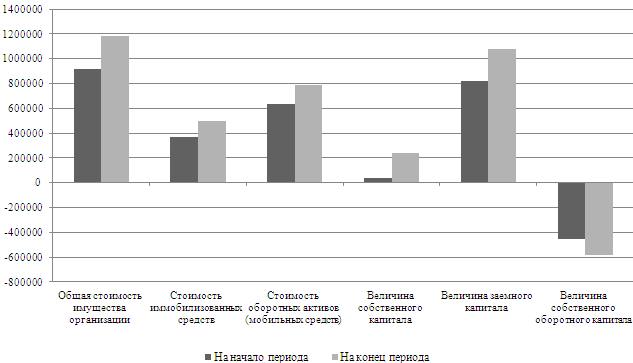 1400000
1200000
1000000
800000
600000
400000
200000
0
-200000
-400000
-600000
-800000
Общая стоимость
имущества
организации
Стоимость
иммобилизованных
средств
Стоимость
оборотных активов
(мобильных средств)
Величина
собственного
капитала
Величина заемного
капитала
Величина
собственного
оборотного капитала
На начало периода
На конец периода